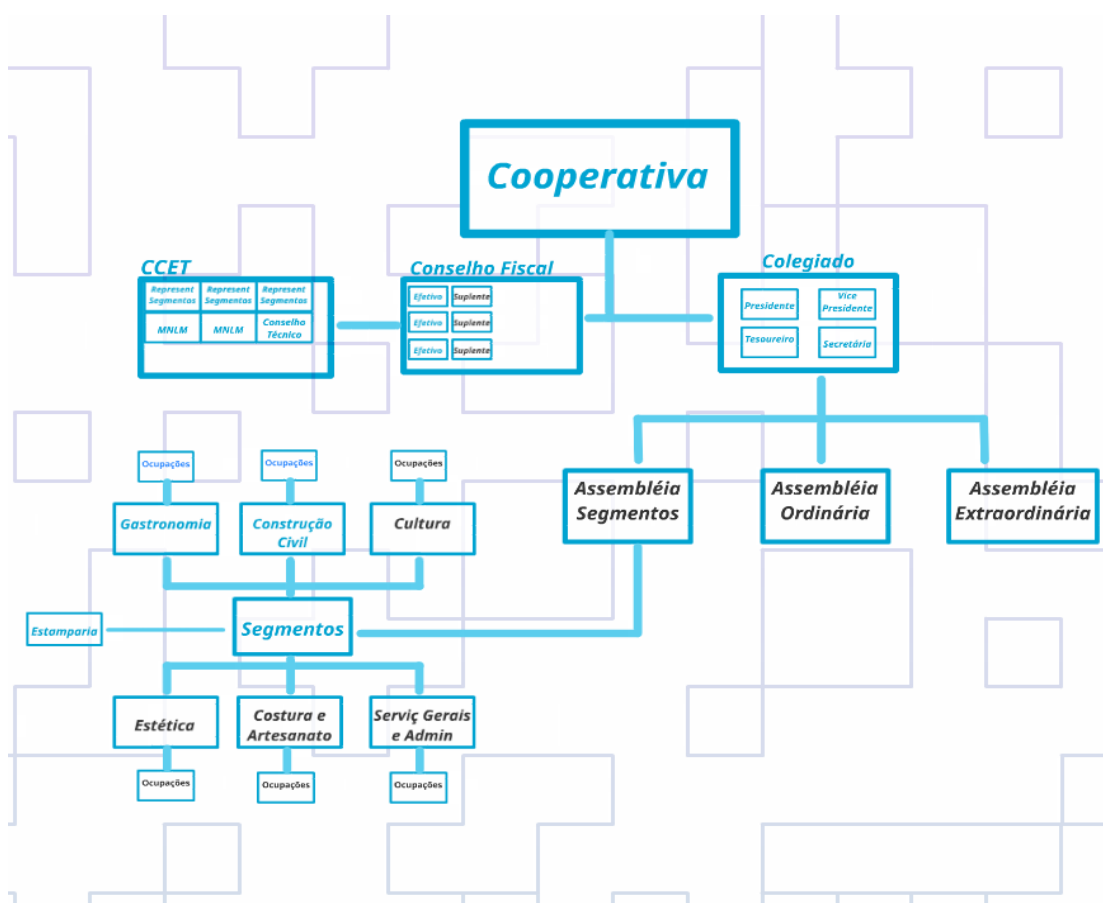 Cooperativa
CCET
Represent
Segmentos
Represent
Segmentos
Represent
Segmentos
MNLM
MNLM
Conselho
Técnico
Conselho Fiscal
Efetivo
Suplente
Efetivo
Suplente
Efetivo
Suplente
Colegiado
Presidente
Vice
Presidente
Tesoureiro
Secretária
Assembléia
Segmentos
Assembléia
Ordinária
Assembléia
Extraordinária
Ocupações
Ocupações
Ocupações
Gastronomia
Construção
Civil
Cultura
Estamparia
Segmentos
Estética
Costura e
Artesanato
Serviç Gerais
e Admin
Ocupações
Ocupações
Ocupações